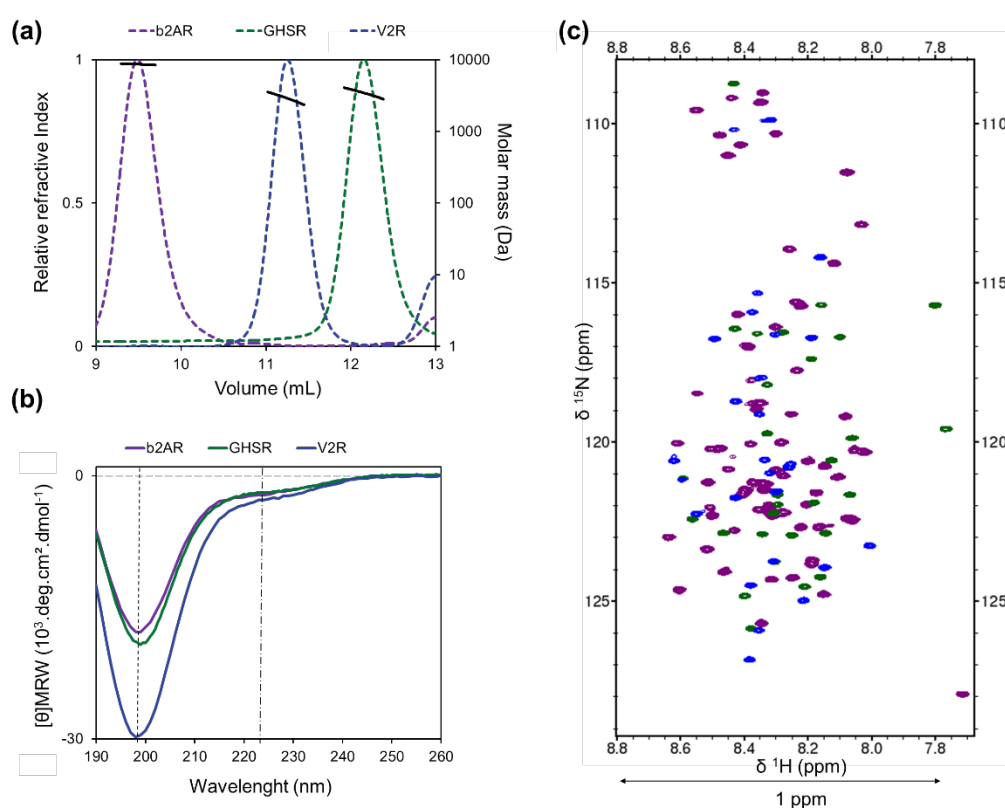 (a)
b2AR GHSR V2R
1 10000
1000
0.5 100
10
0 1
9 10 11 12 13
Relative refractive Index
Molar mass (Da)
Volume (mL)
(b)
b2AR GHSR V2R
0
-30
190 200 210 220 230 240 250 260
[θ]MRW (10³.deg.cm².dmol⁻¹)
Wavelenght (nm)
(c)
8.8 8.6 8.4 8.2 8.0 7.8
110 110
115 115
120 120
125 125
δ ¹⁵N (ppm)
8.8 8.6 8.4 8.2 8.0 7.8
δ ¹H (ppm)
1 ppm